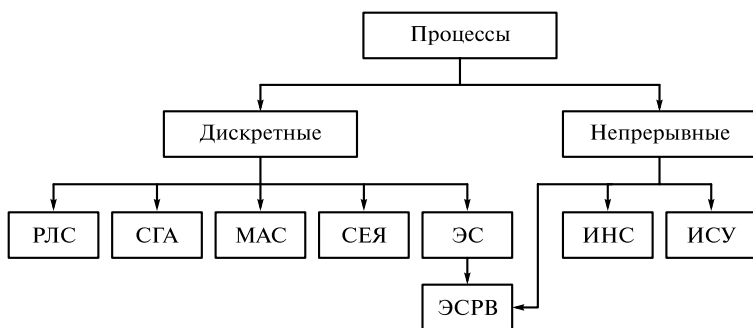 Процессы
Дискретные
Непрерывные
РЛС
СГА
МАС
СЕЯ
ЭС
ИНС
ИСУ
ЭСРВ